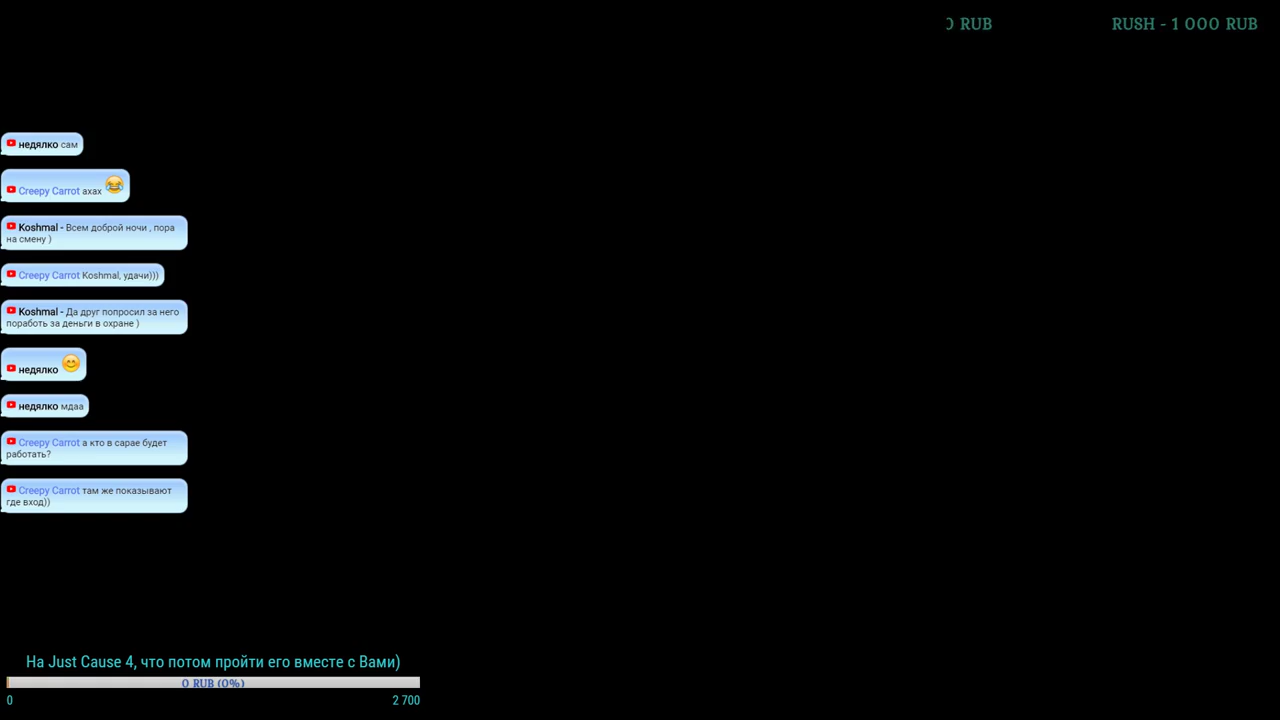 O RUB RUSH - 1 000 RUB
недялко сам
Creepy Carrot ахах
Koshmal - Всем доброй ночи , пора
на смену )
Creepy Carrot Koshmal, удачи)))
Koshmal - Да друг попросил за него
поработь за деньги в охране )
недялко
недялко мдаа
Creepy Carrot а кто в сарае будет
работать?
Creepy Carrot там же показывают
где вход))
На Just Cause 4, что потом пройти его вместе с Вами)
0 RUB (0%)
0 2 700